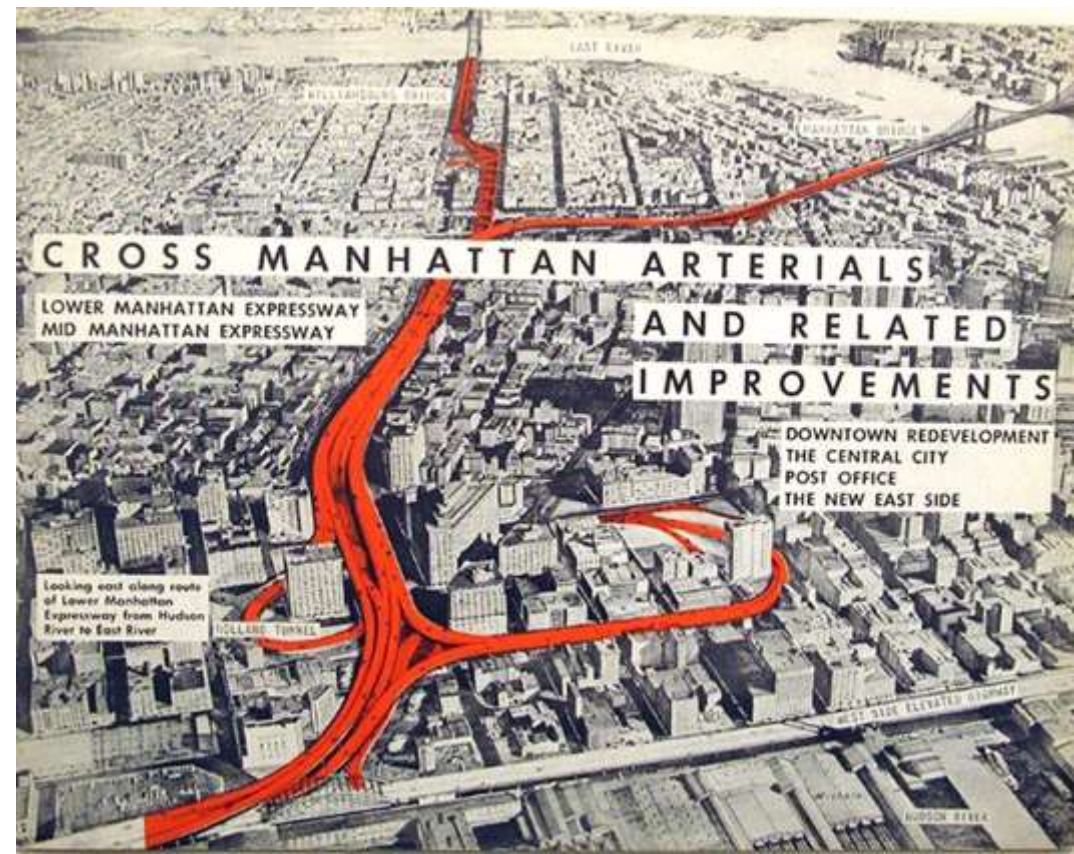 EAST RIVER
WILLIAMSBURG BRIDGE
MANHATTAN BRIDGE
CROSS MANHATTAN ARTERIALS
AND RELATED
IMPROVEMENTS
LOWER MANHATTAN EXPRESSWAY
MID MANHATTAN EXPRESSWAY
DOWNTOWN REDEVELOPMENT
THE CENTRAL CITY
POST OFFICE
THE NEW EAST SIDE
Looking east along route
of Lower Manhattan
Expressway from Hudson
River to East River
HOLLAND TUNNEL
WEST SIDE ELEVATED HIGHWAY
HUDSON RIVER